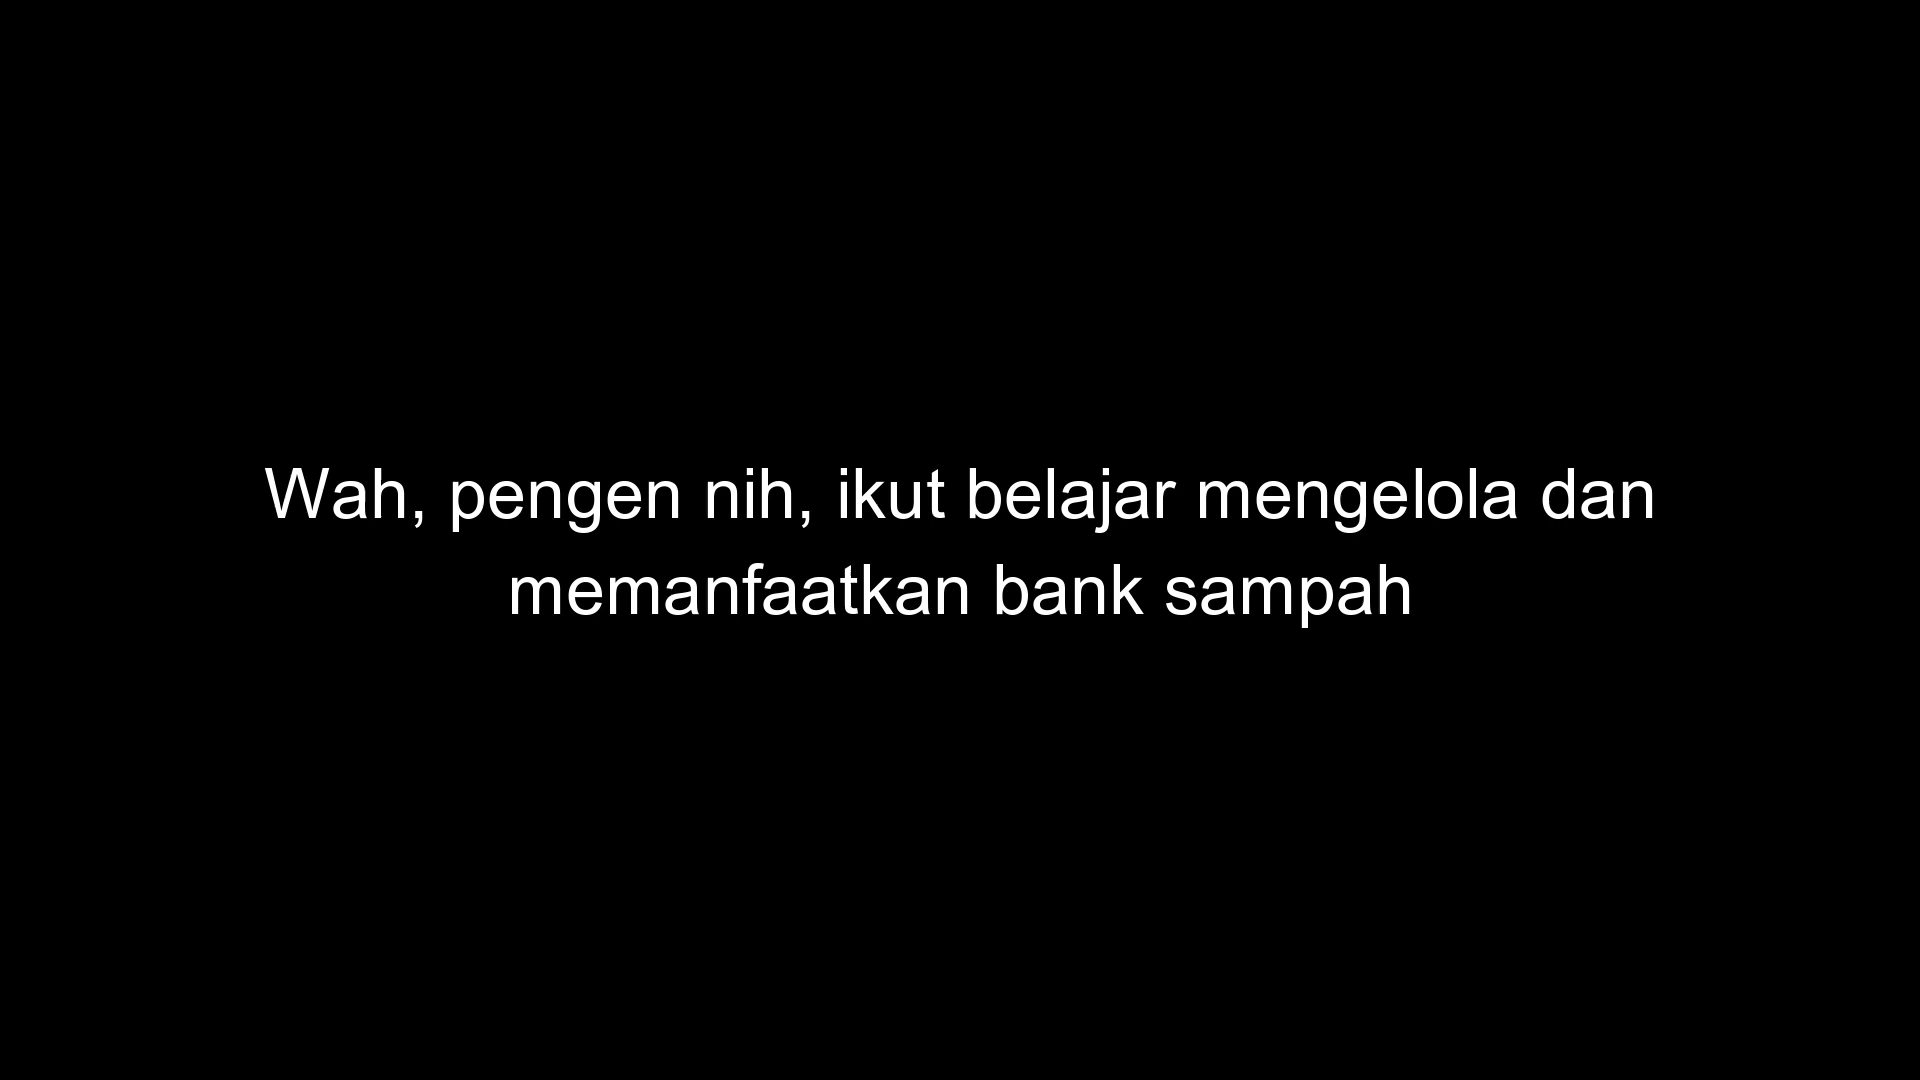 Wah, pengen nih, ikut belajar mengelola dan
memanfaatkan bank sampah